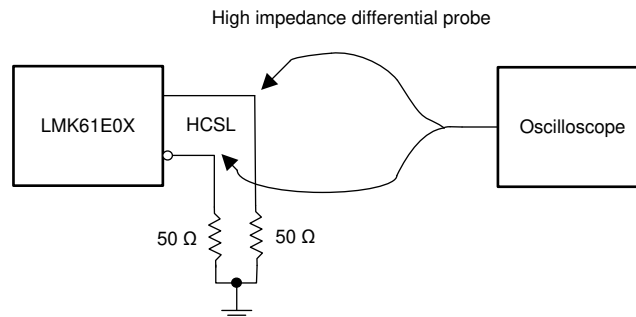 High impedance differential probe
LMK61E0X
HCSL
Oscilloscope
50 Ω
50 Ω